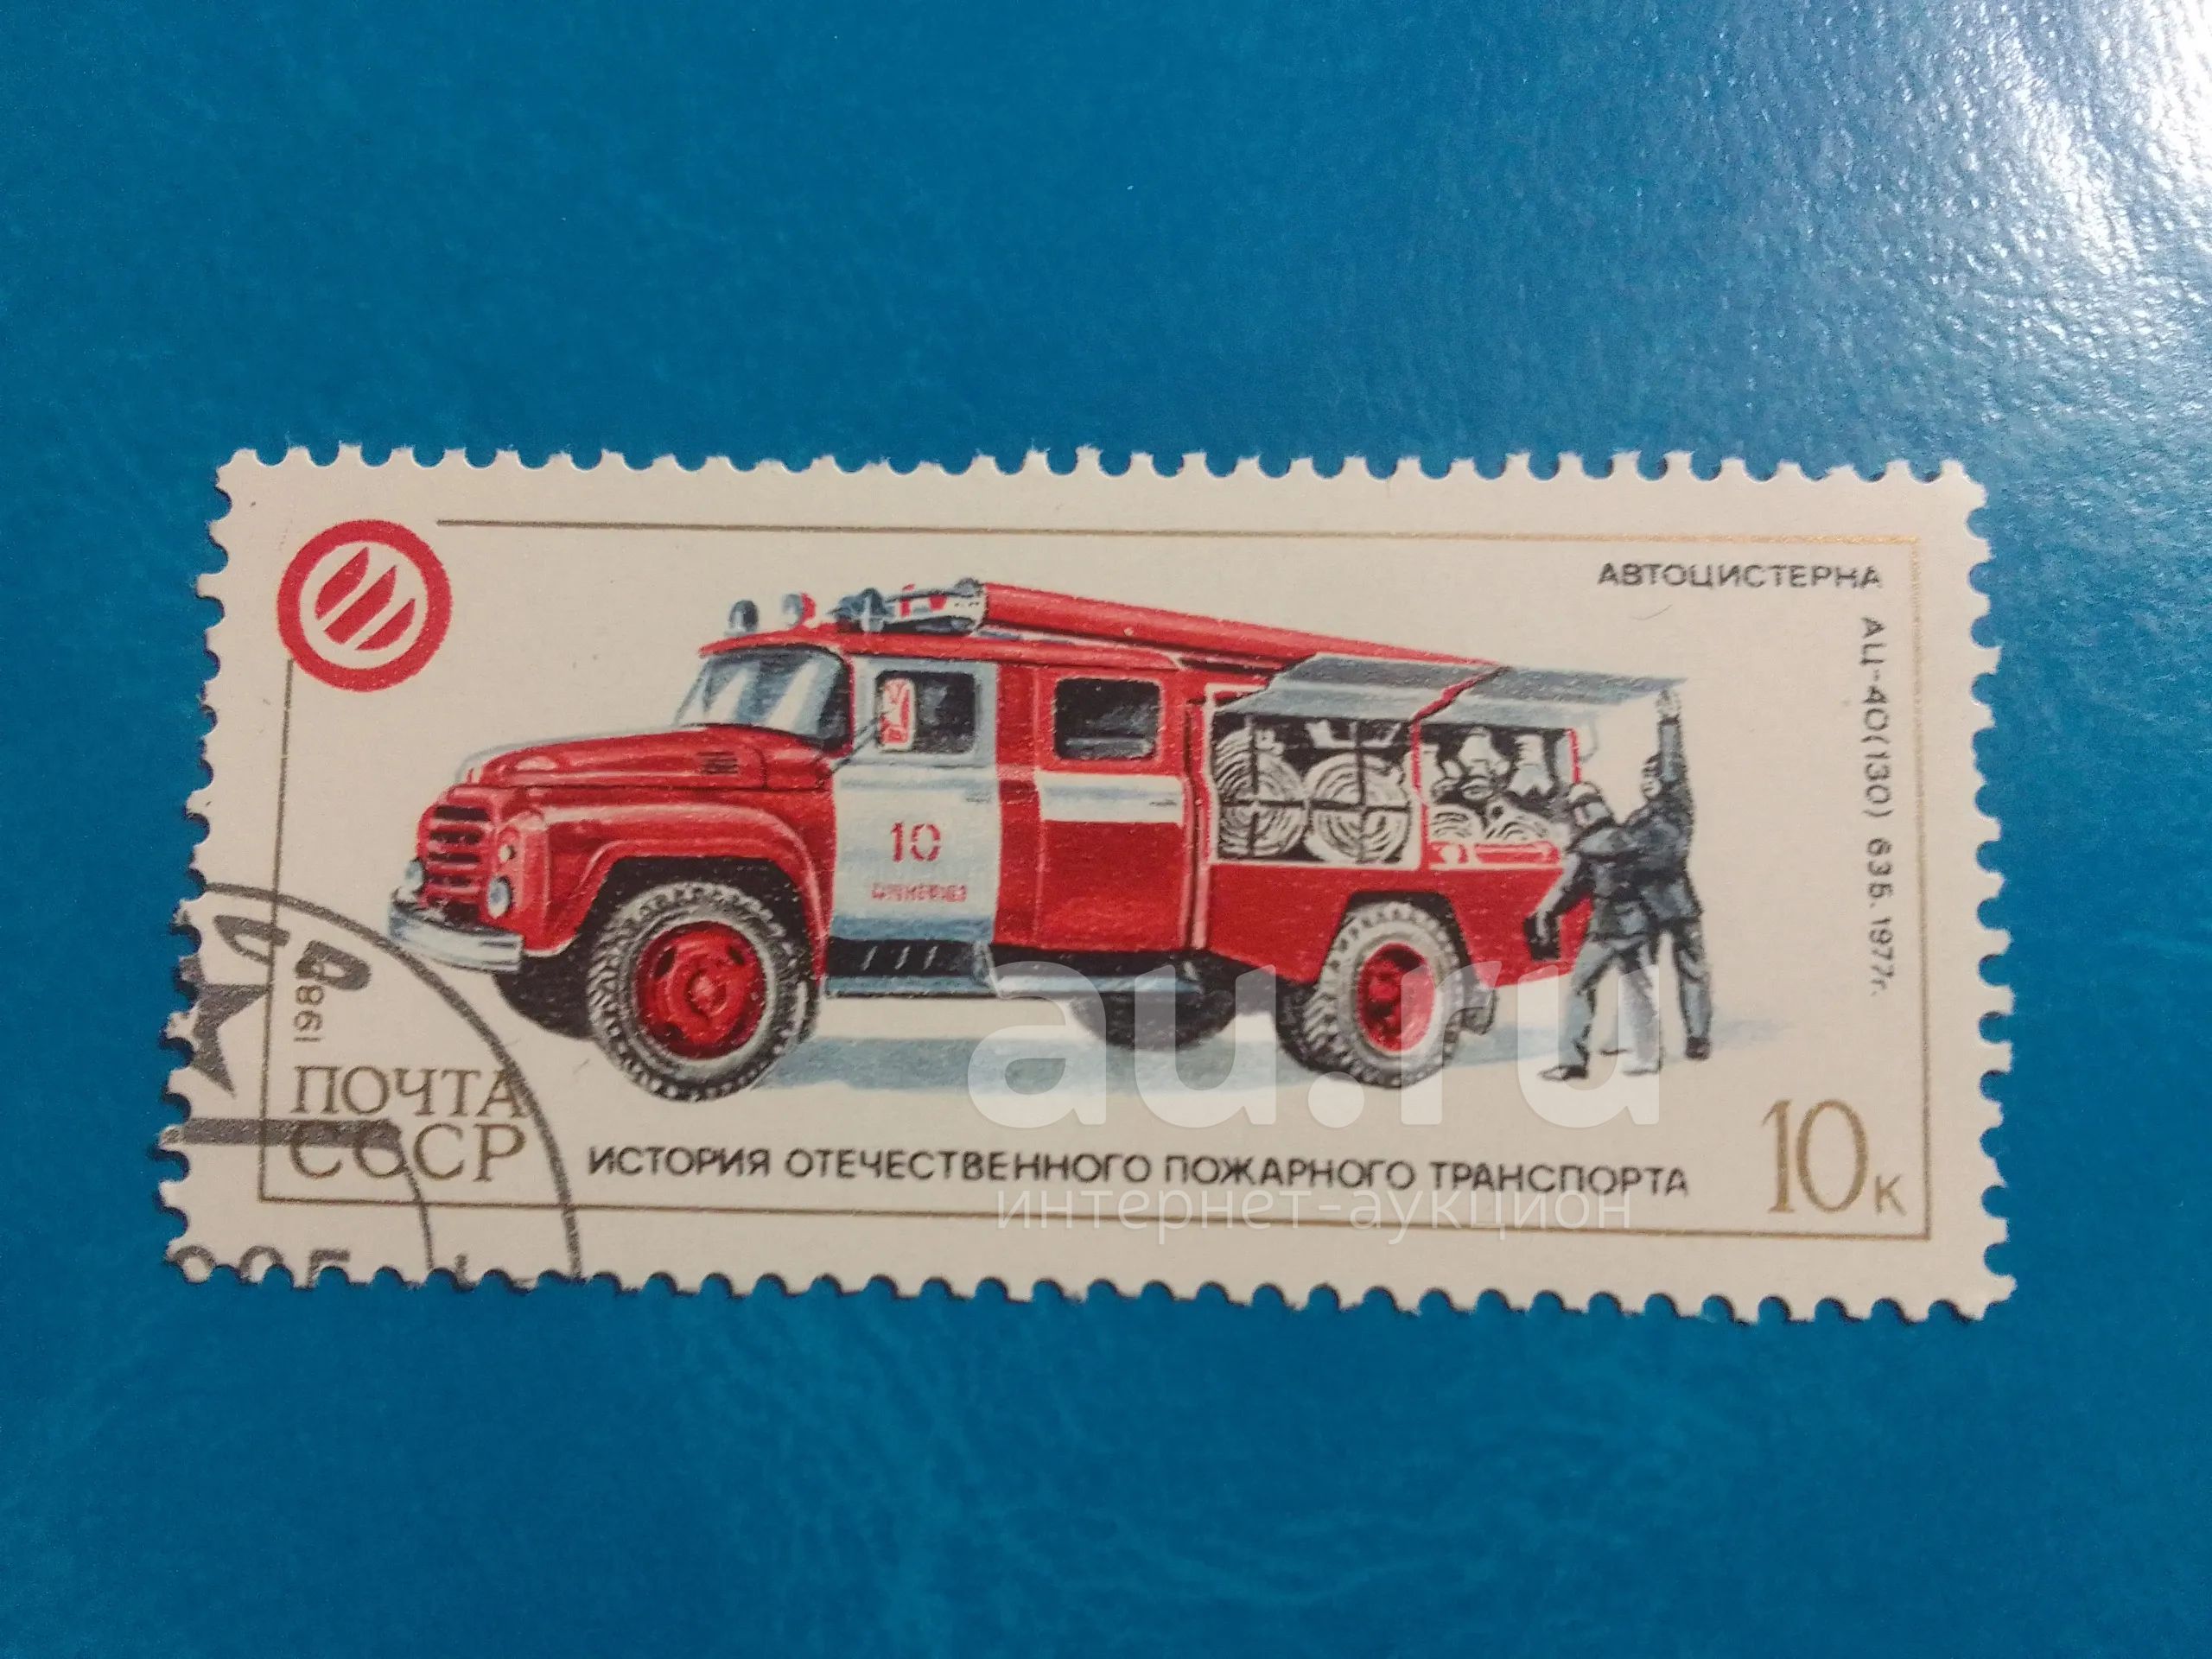 АВТОЦИСТЕРНА
АЦ-40(130) 63Б. 1977г.
10
1985
ПОЧТА
СССР
ИСТОРИЯ ОТЕЧЕСТВЕННОГО ПОЖАРНОГО ТРАНСПОРТА
10к
au.ru
интернет-аукцион